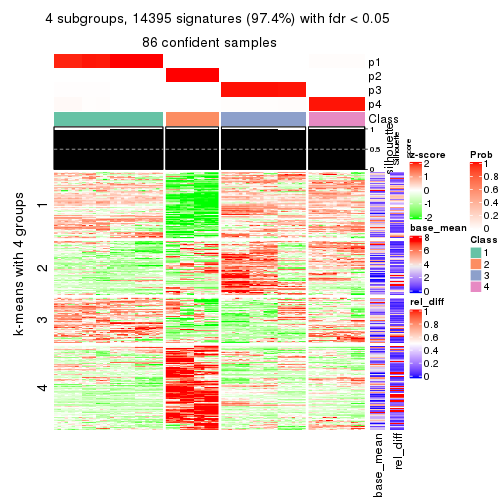 4 subgroups, 14395 signatures (97.4%) with fdr < 0.05
86 confident samples
p1
p2
p3
p4
Class
silhouette
Silhouette
score
1
0.5
0
k-means with 4 groups
1
2
3
4
base_mean
rel_diff
z-score
2
1
0
-1
-2
base_mean
8
6
4
2
0
rel_diff
1
0.8
0.6
0.4
0.2
0
Prob
1
0.8
0.6
0.4
0.2
0
Class
1
2
3
4